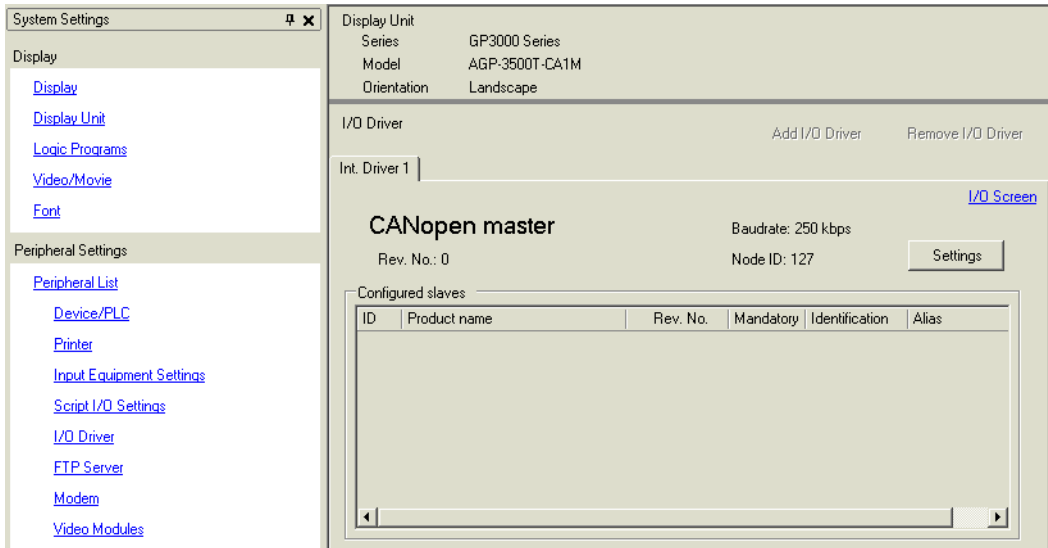 System Settings
Display
Display
Display Unit
Logic Programs
Video/Movie
Font
Peripheral Settings
Peripheral List
Device/PLC
Printer
Input Equipment Settings
Script I/O Settings
I/O Driver
FTP Server
Modem
Video Modules
Display Unit
Series GP3000 Series
Model AGP-3500T-CA1M
Orientation Landscape
I/O Driver Add I/O Driver Remove I/O Driver
Int. Driver 1
I/O Screen
CANopen master Baudrate: 250 kbps
Rev. No.: 0 Node ID: 127 Settings
Configured slaves
ID Product name Rev. No. Mandatory Identification Alias